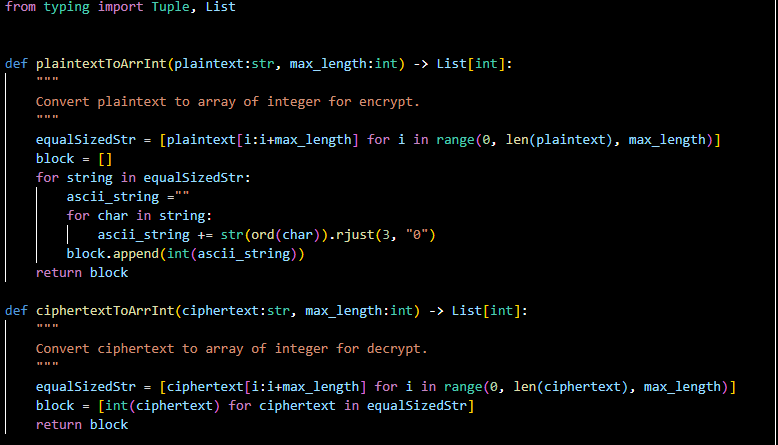 from typing import Tuple, List
def plaintextToArrInt(plaintext:str, max_length:int) -> List[int]:
    """
    Convert plaintext to array of integer for encrypt.
    """
    equalSizedStr = [plaintext[i:i+max_length] for i in range(0, len(plaintext), max_length)]
    block = []
    for string in equalSizedStr:
        ascii_string =""
        for char in string:
            ascii_string += str(ord(char)).rjust(3, "0")
        block.append(int(ascii_string))
    return block
def ciphertextToArrInt(ciphertext:str, max_length:int) -> List[int]:
    """
    Convert ciphertext to array of integer for decrypt.
    """
    equalSizedStr = [ciphertext[i:i+max_length] for i in range(0, len(ciphertext), max_length)]
    block = [int(ciphertext) for ciphertext in equalSizedStr]
    return block